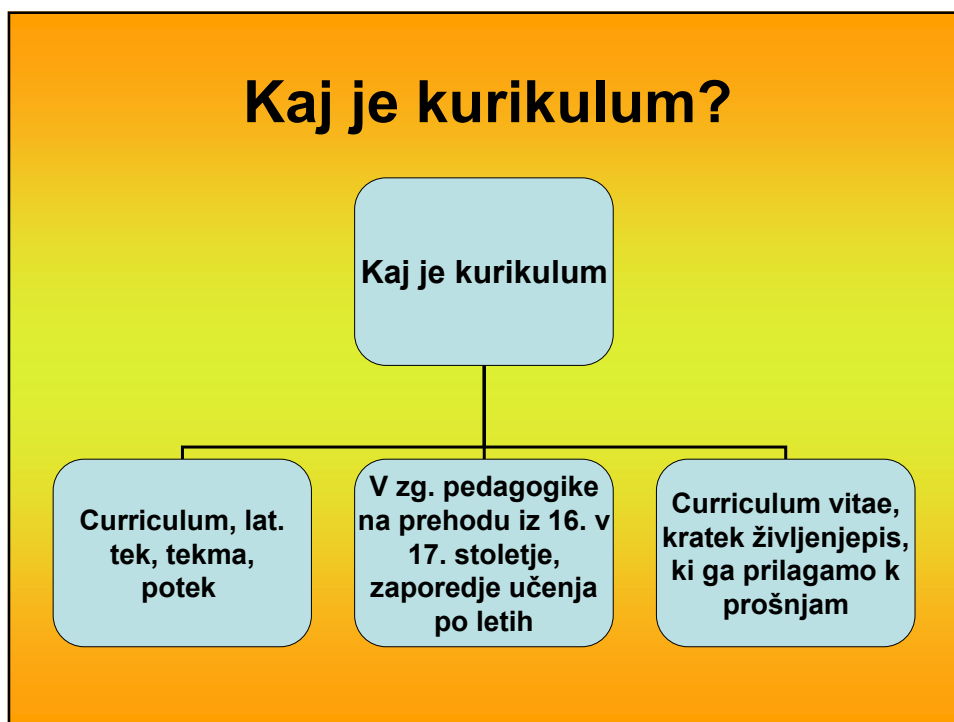 Kaj je kurikulum?
Kaj je kurikulum
Curriculum, lat.
tek, tekma,
potek
V zg. pedagogike
na prehodu iz 16. v
17. stoletje,
zaporedje učenja
po letih
Curriculum vitae,
kratek življenjepis,
ki ga prilagamo k
prošnjam